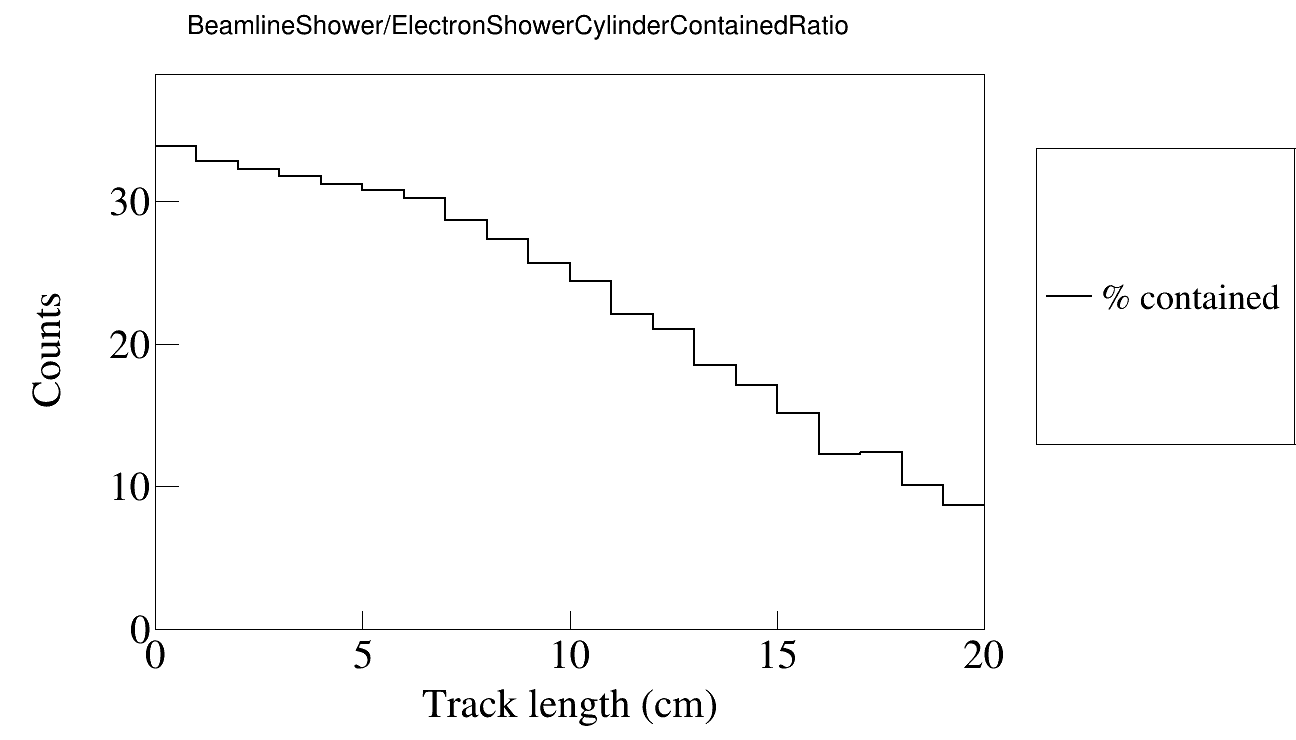 BeamlineShower/ElectronShowerCylinderContainedRatio
30
20
10
0
0 5 10 15 20
Counts
Track length (cm)
% contained